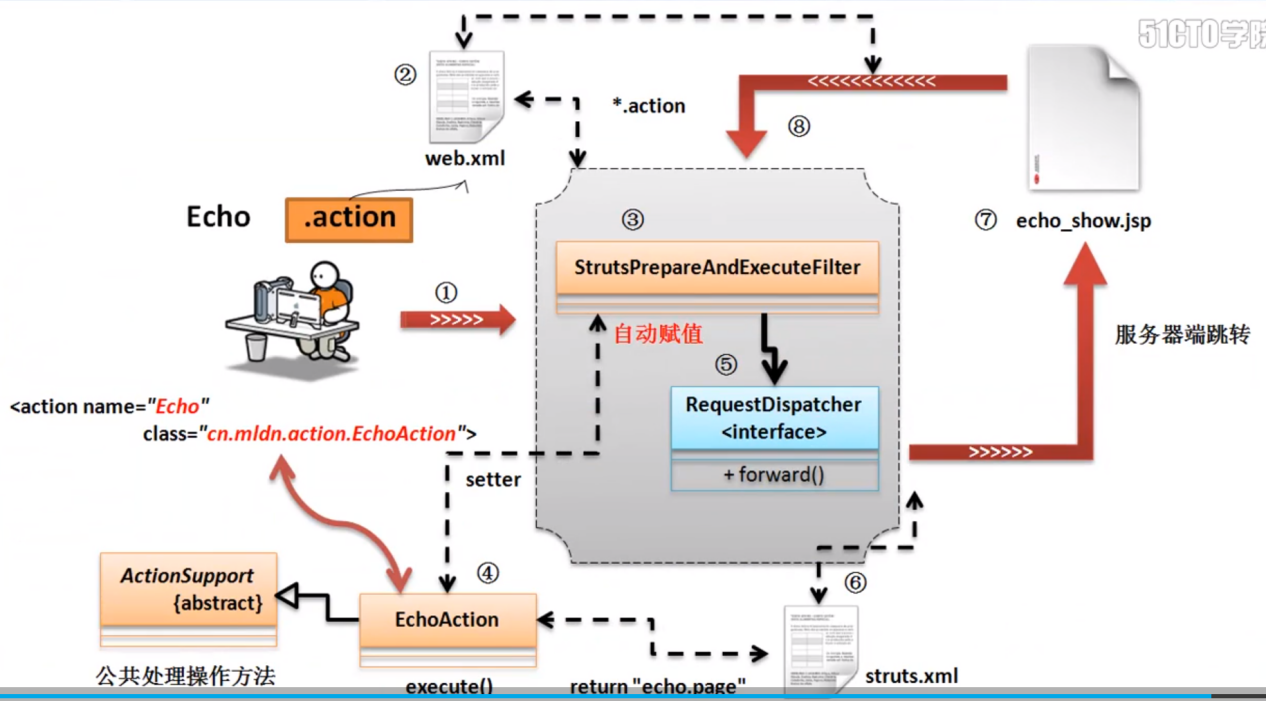 51CTO学院
②
*.action
⑧
web.xml
Echo
.action
③
⑦
echo_show.jsp
StrutsPrepareAndExecuteFilter
①
>>>>>
自动赋值
服务器端跳转
⑤
RequestDispatcher
<interface>
+ forward()
<action name="Echo"
class="cn.mldn.action.EchoAction">
setter
④
⑥
ActionSupport
{abstract}
EchoAction
struts.xml
公共处理操作方法
execute()
return "echo.page"